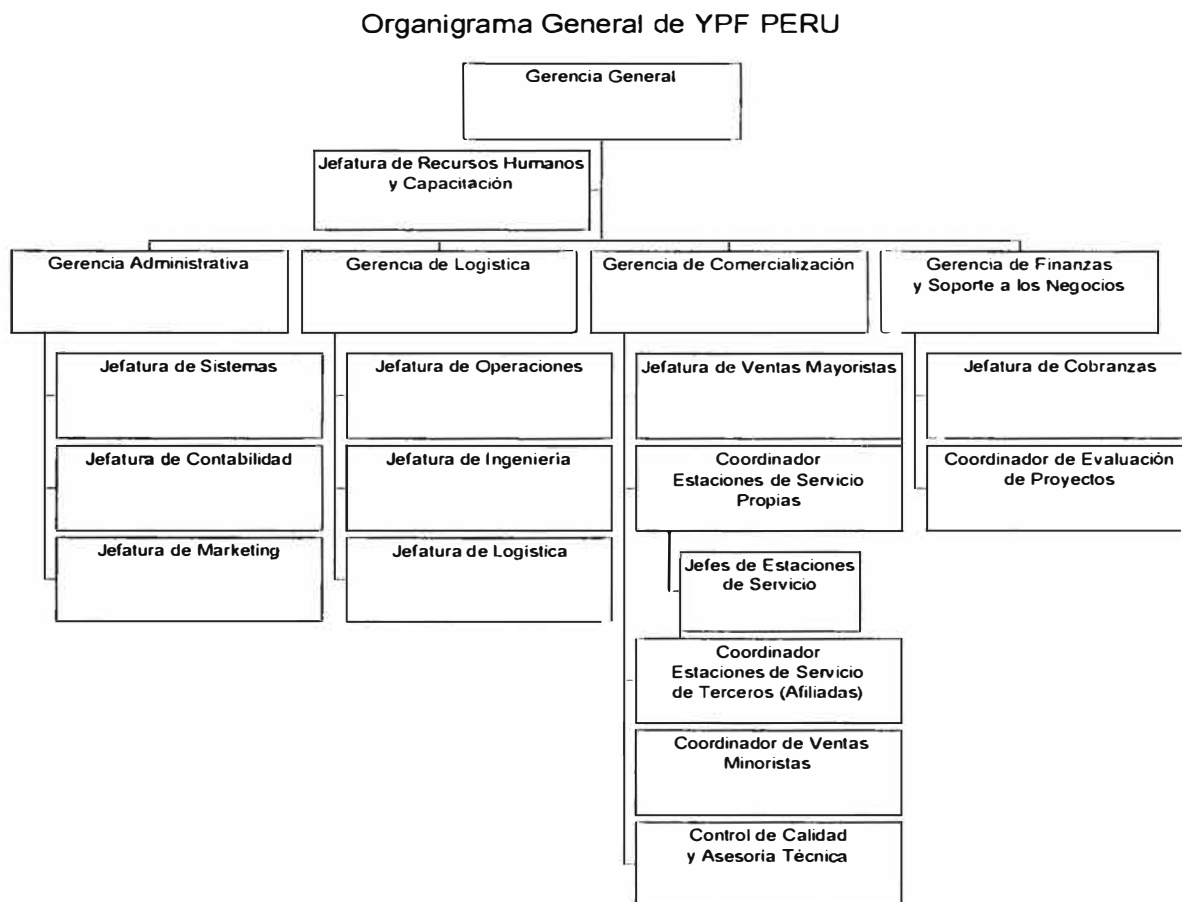 Organigrama General de YPF PERU
Gerencia General
Jefatura de Recursos Humanos
y Capacitación
Gerencia Administrativa
Gerencia de Logística
Gerencia de Comercialización
Gerencia de Finanzas
y Soporte a los Negocios
Jefatura de Sistemas
Jefatura de Operaciones
Jefatura de Ventas Mayoristas
Jefatura de Cobranzas
Jefatura de Contabilidad
Jefatura de Ingenieria
Coordinador
Estaciones de Servicio
Propias
Coordinador de Evaluación
de Proyectos
Jefatura de Marketing
Jefatura de Logistica
Jefes de Estaciones
de Servicio
Coordinador
Estaciones de Servicio
de Terceros (Afiliadas)
Coordinador de Ventas
Minoristas
Control de Calidad
y Asesoría Técnica